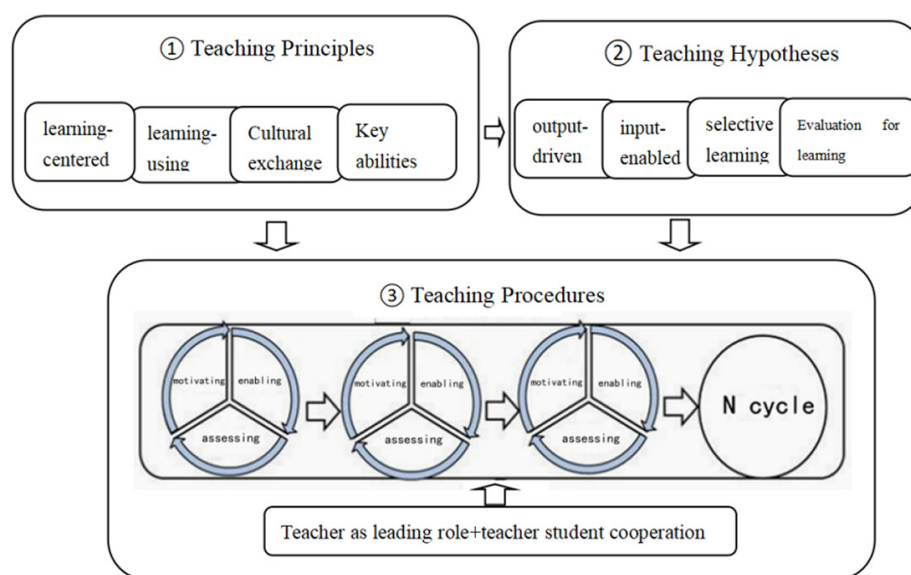 ① Teaching Principles
learning-
centered
learning-
using
Cultural
exchange
Key
abilities
② Teaching Hypotheses
output-
driven
input-
enabled
selective
learning
Evaluation for
learning
③ Teaching Procedures
motivating
enabling
assessing
motivating
enabling
assessing
motivating
enabling
assessing
N cycle
Teacher as leading role+teacher student cooperation